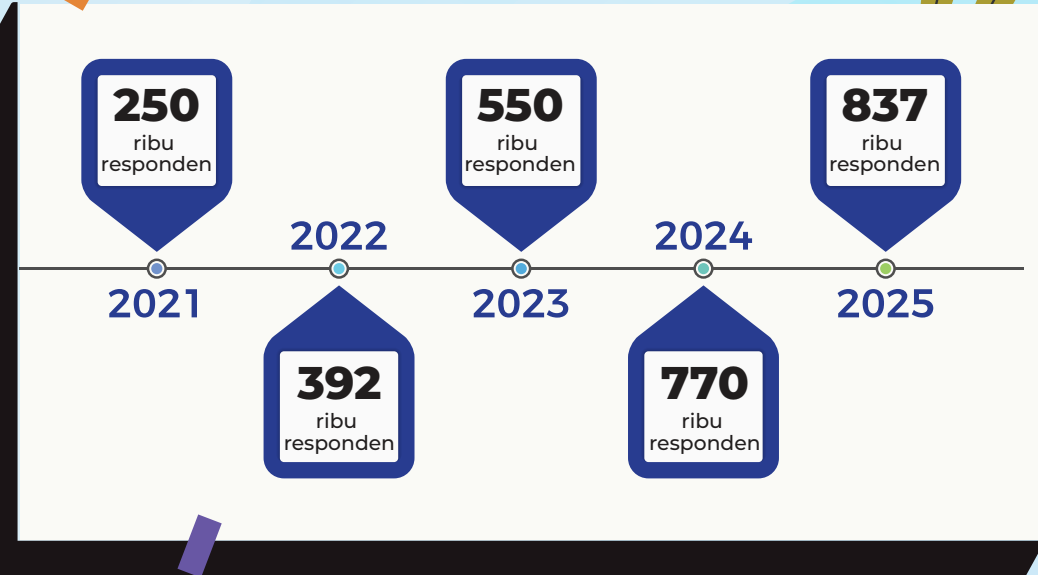 250
ribu
responden
2021
2022
392
ribu
responden
550
ribu
responden
2023
2024
770
ribu
responden
837
ribu
responden
2025